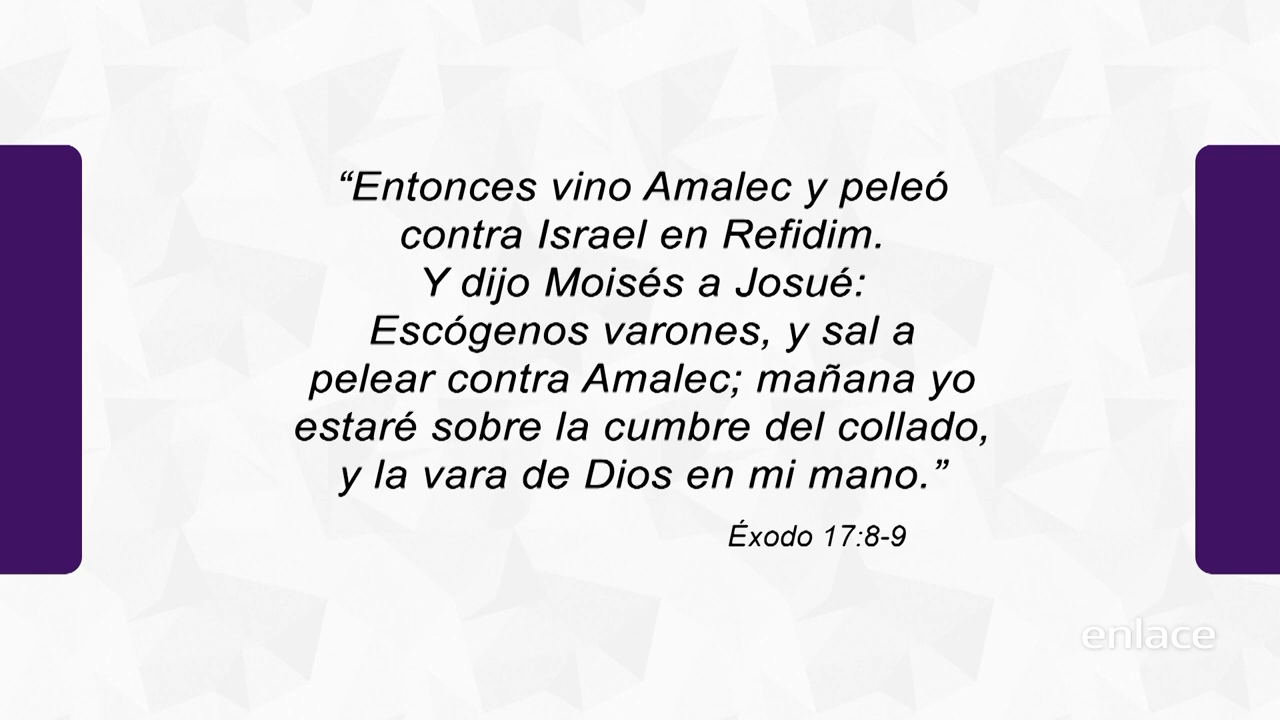 “Entonces vino Amalec y peleó
contra Israel en Refidim.
Y dijo Moisés a Josué:
Escógenos varones, y sal a
pelear contra Amalec; mañana yo
estaré sobre la cumbre del collado,
y la vara de Dios en mi mano.”
Éxodo 17:8-9
enlace